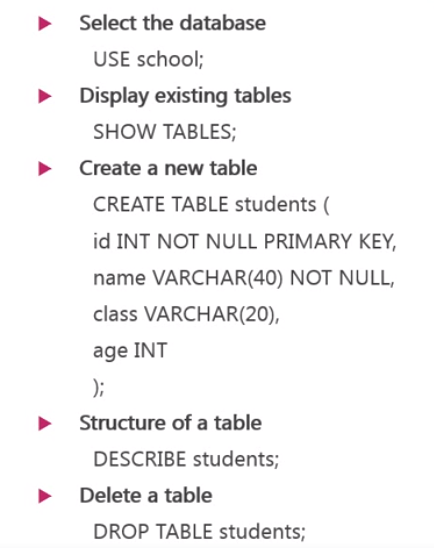 Select the database
USE school;
Display existing tables
SHOW TABLES;
Create a new table
CREATE TABLE students (
id INT NOT NULL PRIMARY KEY,
name VARCHAR(40) NOT NULL,
class VARCHAR(20),
age INT
);
Structure of a table
DESCRIBE students;
Delete a table
DROP TABLE students;